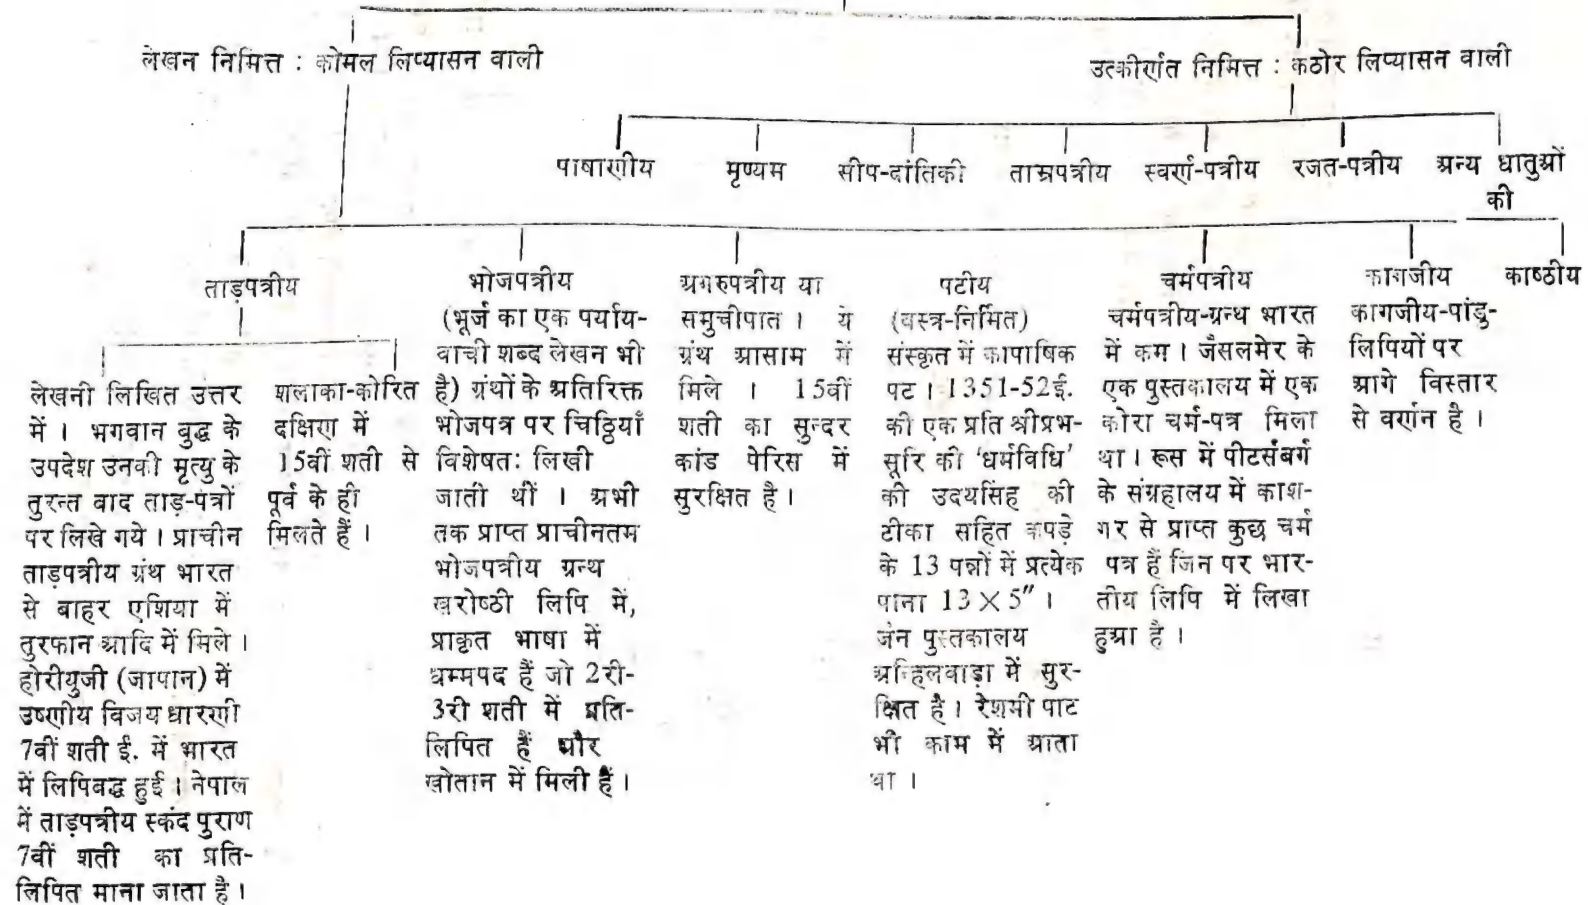 लेखन निमित्त : कोमल लिप्यासन वाली
उत्कीर्णत निमित्त : कठोर लिप्यासन वाली
पाषाणीय
मृण्यम
सीप-दांतिकी
ताम्रपत्रीय
स्वर्ण-पत्रीय
रजत-पत्रीय
अन्य धातुओं
की
ताड़पत्रीय
लेखनी लिखित उत्तर
में । भगवान बुद्ध के
उपदेश उनकी मृत्यु के
तुरन्त बाद ताड़-पत्रों
पर लिखे गये । प्राचीन
ताड़पत्रीय ग्रंथ भारत
से बाहर एशिया में
तुरफान आदि में मिले ।
होरीयुजी (जापान) में
उष्णीय विजय धारणी
7वीं शती ई. में भारत
में लिपिबद्ध हुई । नेपाल
में ताड़पत्रीय स्कंद पुराण
7वीं शती का प्रति-
लिपित माना जाता है ।
शलाका-कोरित
दक्षिण में
15वीं शती से
पूर्व के ही
मिलते हैं ।
भोजपत्रीय
(भूर्ज का एक पर्याय-
वाची शब्द लेखन भी
है) ग्रंथों के अतिरिक्त
भोजपत्र पर चिठ्ठियाँ
विशेषतः लिखी
जाती थीं । अभी
तक प्राप्त प्राचीनतम
भोजपत्रीय ग्रन्थ
खरोष्ठी लिपि में,
प्राकृत भाषा में
धम्मपद हैं जो 2री-
3री शती में प्रति-
लिपित हैं और
खोतान में मिली हैं ।
अगरुपत्रीय या
समुचीपात । ये
ग्रंथ आसाम में
मिले । 15वीं
शती का सुन्दर
कांड पेरिस में
सुरक्षित है ।
पटीय
(वस्त्र-निर्मित)
संस्कृत में कापाषिक
पट । 1351-52ई.
की एक प्रति श्रीप्रभ-
सूरि की 'धर्मविधि'
की उदयसिंह की
टीका सहित कपड़े
के 13 पन्नों में प्रत्येक
पाना 13 × 5" ।
जैन पुस्तकालय
अन्हिलवाड़ा में सुर-
क्षित है । रेशमी पाट
भी काम में आता
था ।
चर्मपत्रीय
चर्मपत्रीय-ग्रन्थ भारत
में कम । जैसलमेर के
एक पुस्तकालय में एक
कोरा चर्म-पत्र मिला
था । रूस में पीटर्सबर्ग
के संग्रहालय में काश-
गर से प्राप्त कुछ चर्म
पत्र हैं जिन पर भार-
तीय लिपि में लिखा
हुआ है ।
कागजीय
कागजीय-पांडु-
लिपियों पर
आगे विस्तार
से वर्णन है ।
काष्ठीय